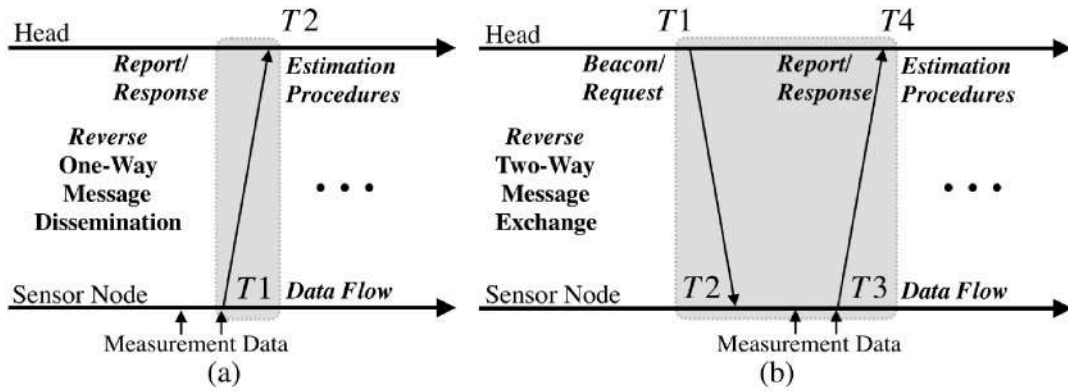 T2
Head
Report/
Response
Estimation
Procedures
Reverse
One-Way
Message
Dissemination
• • •
T1
Sensor Node
Data Flow
Measurement Data
(a)
T1
T4
Head
Beacon/
Request
Report/
Response
Estimation
Procedures
Reverse
Two-Way
Message
Exchange
• • •
T2
T3
Sensor Node
Data Flow
Measurement Data
(b)